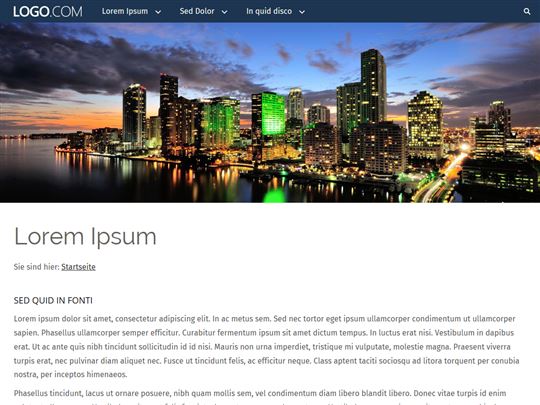 LOGO.COM Lorem Ipsum Sed Dolor In quid disco
Lorem Ipsum
Sie sind hier: Startseite
SED QUID IN FONTI
Lorem ipsum dolor sit amet, consectetur adipiscing elit. In ac metus sem. Sed nec tortor eget ipsum ullamcorper condimentum ut ullamcorper
sapien. Phasellus ullamcorper semper efficitur. Curabitur fermentum ipsum sit amet dictum tempus. In luctus erat nisi. Vestibulum in dapibus
erat. Ut ac ante quis nibh tincidunt sollicitudin id id nisi. Mauris non urna imperdiet, tristique mi vulputate, molestie magna. Praesent viverra
turpis erat, nec pulvinar diam aliquet nec. Fusce ut tincidunt felis, ac efficitur neque. Class aptent taciti sociosqu ad litora torquent per conubia
nostra, per inceptos himenaeos.
Phasellus tincidunt, lacus ut ornare posuere, nibh quam mollis sem, vel condimentum diam libero blandit libero. Donec vitae turpis id enim